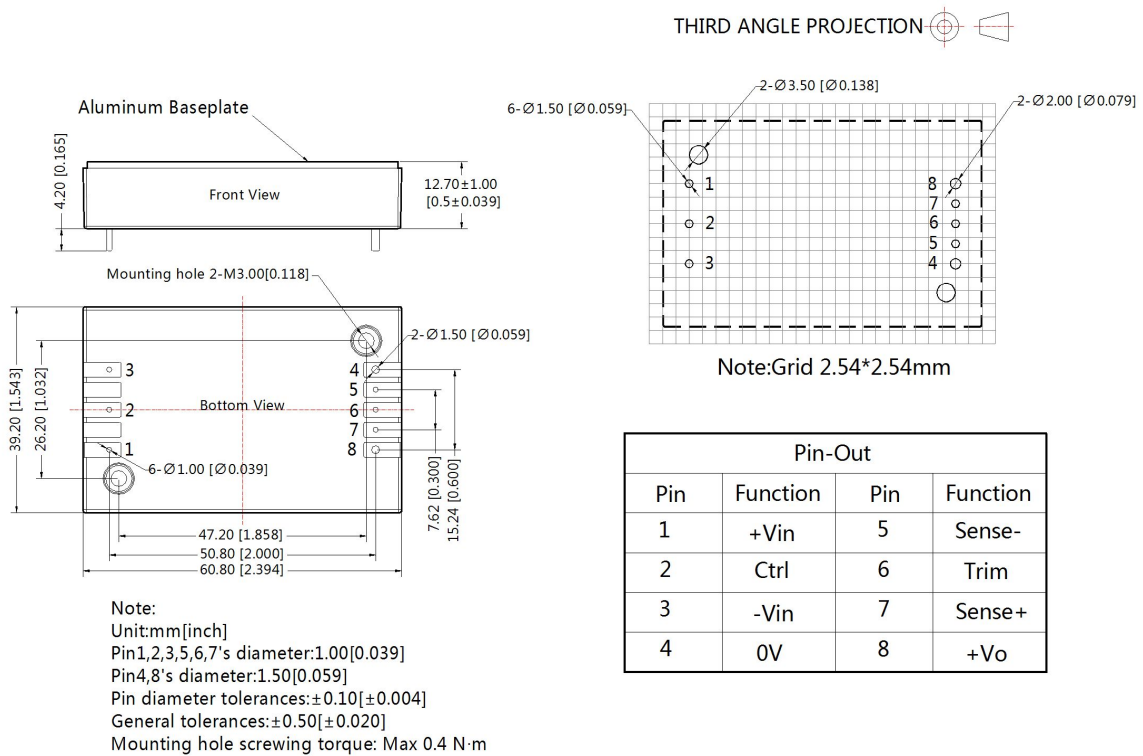 THIRD ANGLE PROJECTION
Aluminum Baseplate
4.20 [0.165]
Front View
12.70±1.00
[0.5±0.039]
Mounting hole 2-M3.00[0.118]
2-Ø1.50 [Ø0.059]
39.20 [1.543]
26.20 [1.032]
3
2
1
Bottom View
4
5
6
7
8
6-Ø1.00 [Ø0.039]
7.62 [0.300]
15.24 [0.600]
47.20 [1.858]
50.80 [2.000]
60.80 [2.394]
Note:
Unit:mm[inch]
Pin1,2,3,5,6,7's diameter:1.00[0.039]
Pin4,8's diameter:1.50[0.059]
Pin diameter tolerances:±0.10[±0.004]
General tolerances:±0.50[±0.020]
Mounting hole screwing torque: Max 0.4 N·m
2-Ø3.50 [Ø0.138]
6-Ø1.50 [Ø0.059]
2-Ø2.00 [Ø0.079]
1
2
3
8
7
6
5
4
Note:Grid 2.54*2.54mm
Pin-Out
Pin Function Pin Function
1 +Vin 5 Sense-
2 Ctrl 6 Trim
3 -Vin 7 Sense+
4 0V 8 +Vo